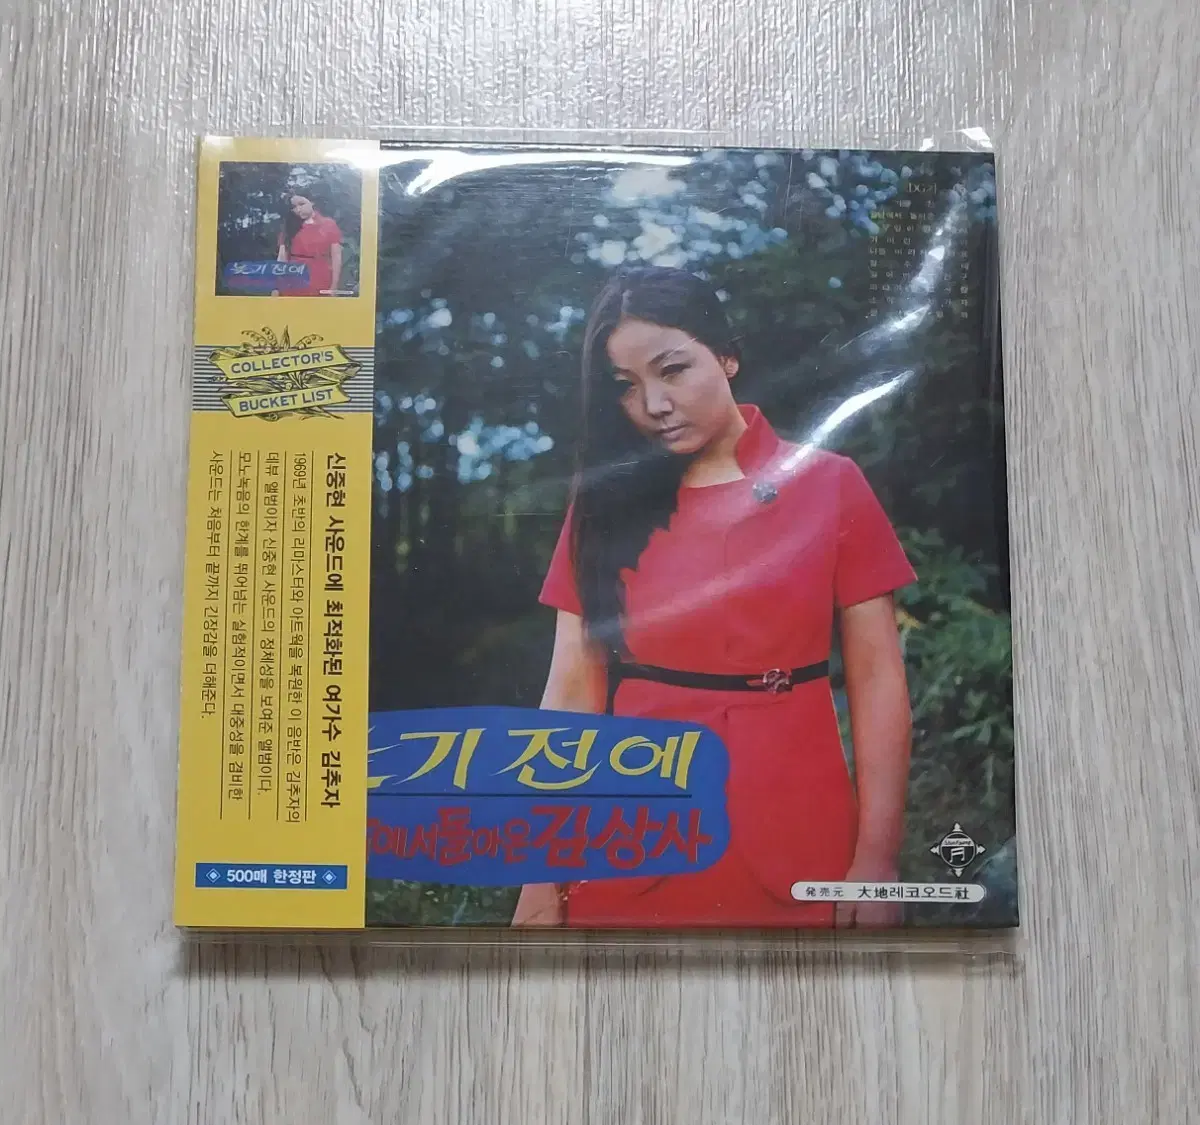 늦기 전에
COLLECTOR'S
BUCKET LIST
신중현 사운드에 최적화된 여가수 김추자
1969년 초반의 리마스터와 아트웍을 복원한 이 음반은 김추자의
데뷔 앨범이자 신중현 사운드의 정체성을 보여준 앨범이다.
모노녹음의 한계를 뛰어넘는 실험적이면서 대중성을 겸비한
사운드는 처음부터 끝까지 긴장감을 더해준다.
500매 한정판
기 전에
에서 돌아온 김상사
発売元 大地레코오드社